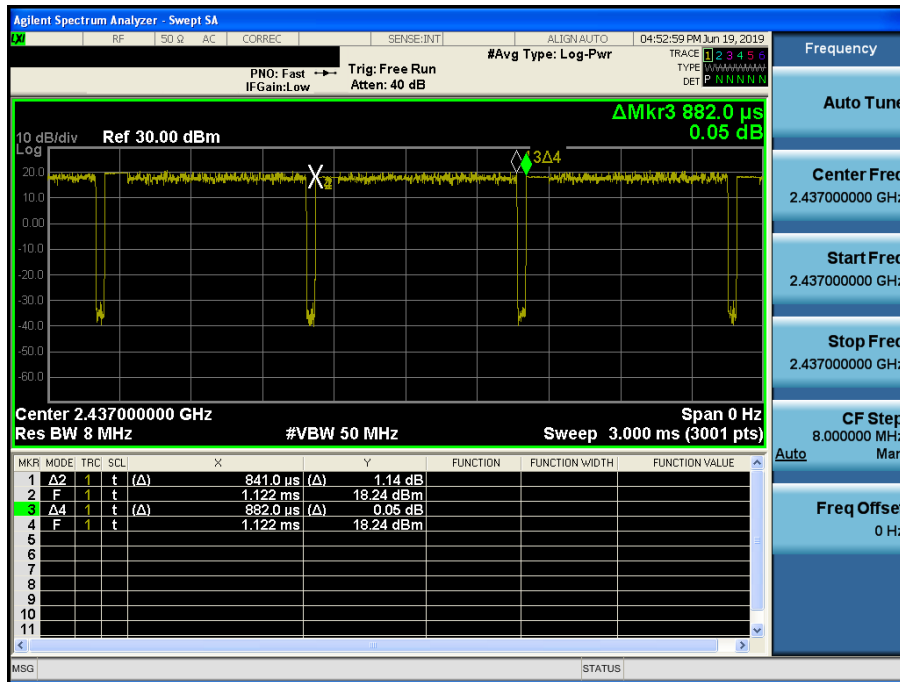 Agilent Spectrum Analyzer - Swept SA
LXI RF 50 Ω AC CORREC SENSE:INT ALIGN AUTO 04:52:59 PM Jun 19, 2019
#Avg Type: Log-Pwr
TRACE 1 2 3 4 5 6
TYPE
DET P N N N N N
PNO: Fast
IFGain:Low
Trig: Free Run
Atten: 40 dB
ΔMkr3 882.0 µs
0.05 dB
10 dB/div Ref 30.00 dBm
Log
20.0
10.0
0.00
-10.0
-20.0
-30.0
-40.0
-50.0
-60.0
3Δ4
Center 2.437000000 GHz Span 0 Hz
Res BW 8 MHz #VBW 50 MHz Sweep 3.000 ms (3001 pts)
MKR MODE TRC SCL X Y FUNCTION FUNCTION WIDTH FUNCTION VALUE
1 Δ2 1 t (Δ) 841.0 µs (Δ) 1.14 dB
2 F 1 t 1.122 ms 18.24 dBm
3 Δ4 1 t (Δ) 882.0 µs (Δ) 0.05 dB
4 F 1 t 1.122 ms 18.24 dBm
5
6
7
8
9
10
11
MSG STATUS
Frequency
Auto Tune
Center Freq
2.437000000 GHz
Start Freq
2.437000000 GHz
Stop Freq
2.437000000 GHz
CF Step
8.000000 MHz
Auto Man
Freq Offset
0 Hz